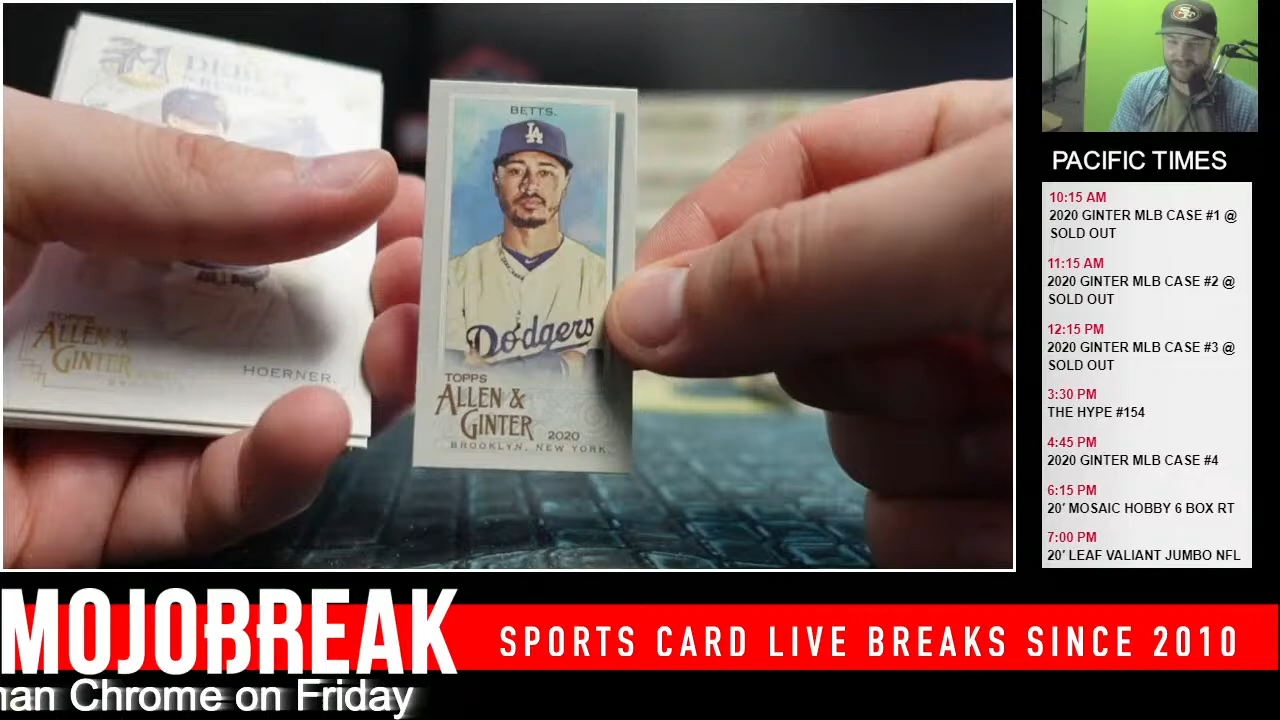 BETTS.
LA
Dodgers
TOPPS
ALLEN &
GINTER
2020
BROOKLYN, NEW YORK.
TOPPS
ALLEN &
GINTER
HOERNER.
PACIFIC TIMES
10:15 AM
2020 GINTER MLB CASE #1 @
SOLD OUT
11:15 AM
2020 GINTER MLB CASE #2 @
SOLD OUT
12:15 PM
2020 GINTER MLB CASE #3 @
SOLD OUT
3:30 PM
THE HYPE #154
4:45 PM
2020 GINTER MLB CASE #4
6:15 PM
20' MOSAIC HOBBY 6 BOX RT
7:00 PM
20' LEAF VALIANT JUMBO NFL
MOJOBREAK
SPORTS CARD LIVE BREAKS SINCE 2010
Chrome on Friday